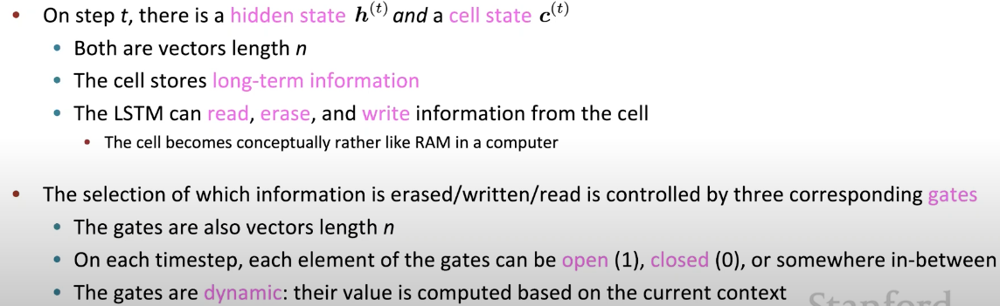 • On step t, there is a hidden state h^(t) and a cell state c^(t)
• Both are vectors length n
• The cell stores long-term information
• The LSTM can read, erase, and write information from the cell
• The cell becomes conceptually rather like RAM in a computer
• The selection of which information is erased/written/read is controlled by three corresponding gates
• The gates are also vectors length n
• On each timestep, each element of the gates can be open (1), closed (0), or somewhere in-between
• The gates are dynamic: their value is computed based on the current context
Stanford